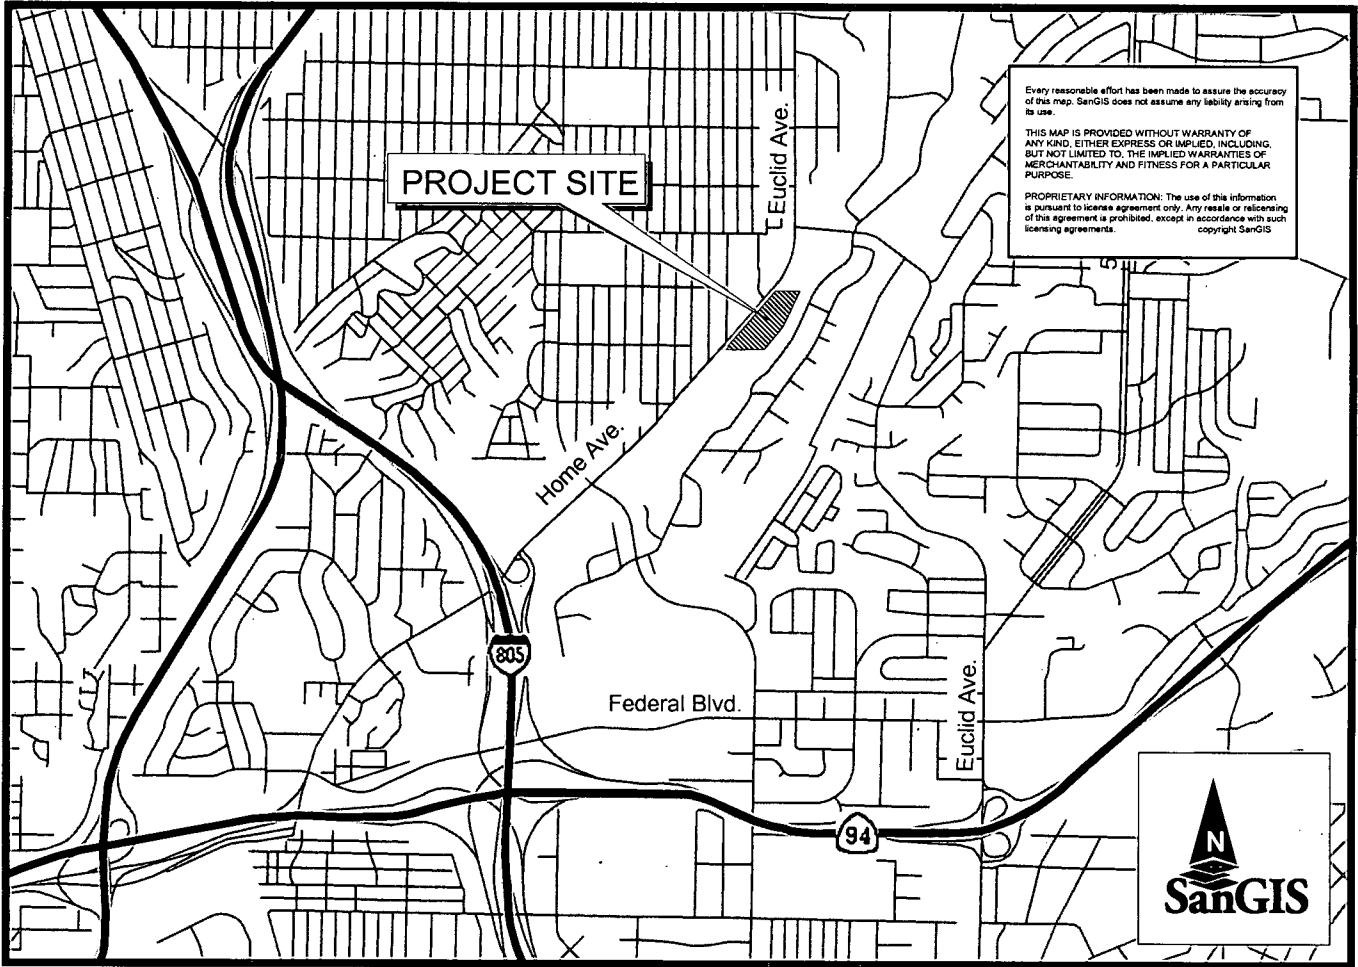 Every reasonable effort has been made to assure the accuracy
of this map. SanGIS does not assume any liability arising from
its use.
THIS MAP IS PROVIDED WITHOUT WARRANTY OF
ANY KIND, EITHER EXPRESS OR IMPLIED, INCLUDING,
BUT NOT LIMITED TO, THE IMPLIED WARRANTIES OF
MERCHANTABILITY AND FITNESS FOR A PARTICULAR
PURPOSE.
PROPRIETARY INFORMATION: The use of this information
is pursuant to license agreement only. Any resale or relicensing
of this agreement is prohibited, except in accordance with such
licensing agreements. copyright SanGIS
Euclid Ave.
PROJECT SITE
5
Home Ave.
805
Federal Blvd.
Euclid Ave.
94
N
SanGIS